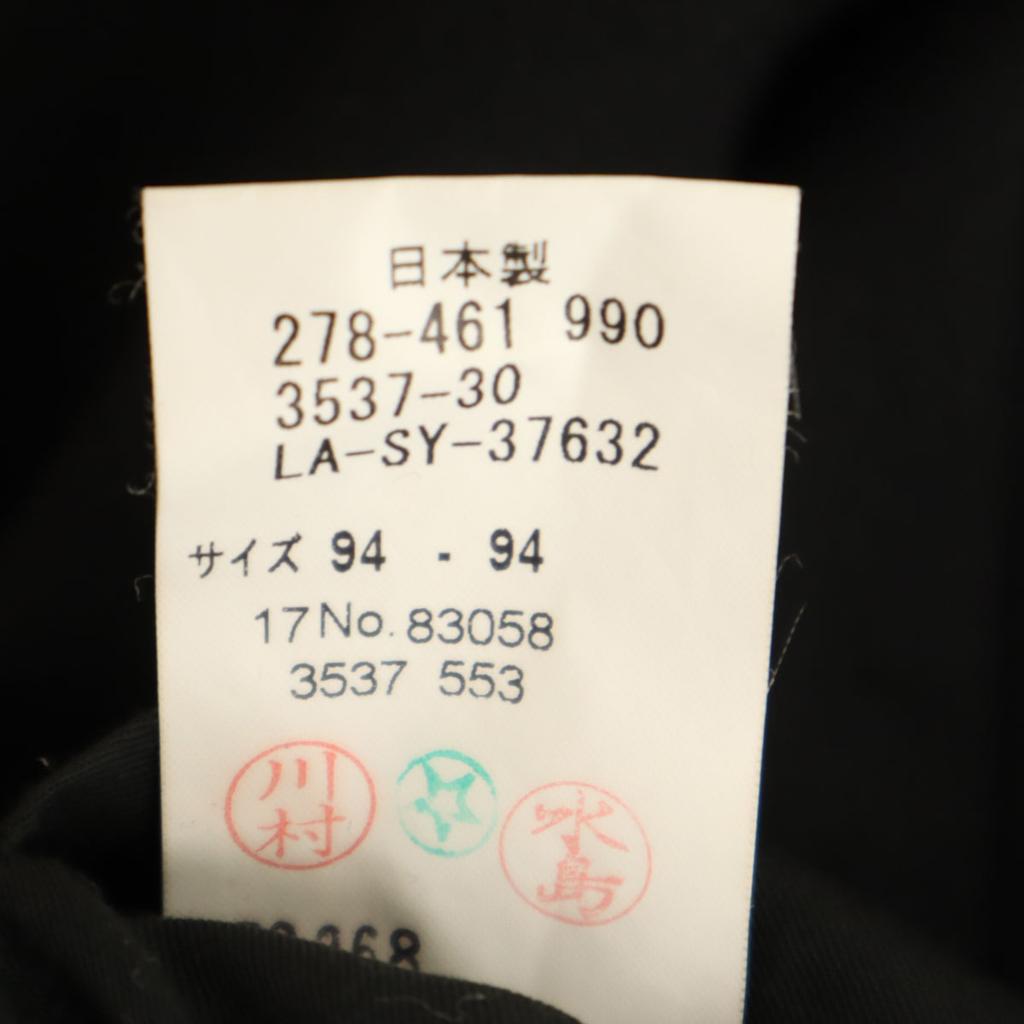 日本製
278-461 990
3537-30
LA-SY-37632
サイズ 94 - 94
17No. 83058
3537 553
川村
水島